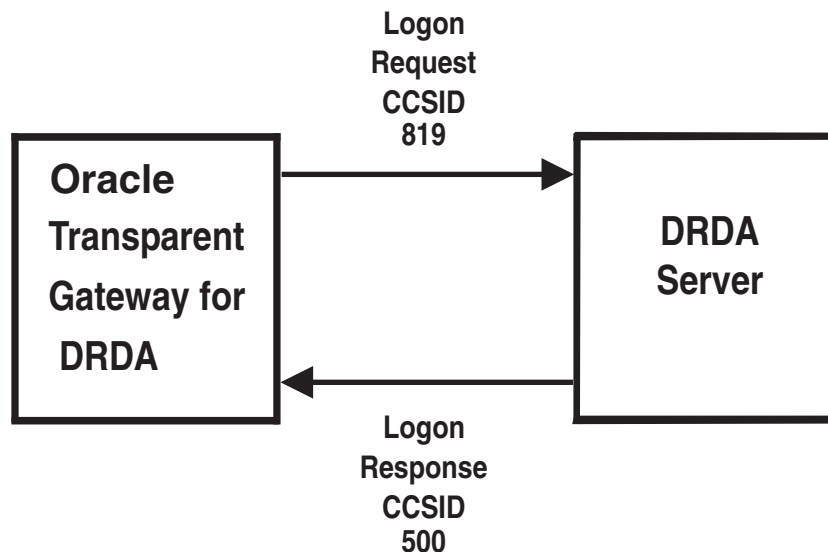 Logon
Request
CCSID
819
Oracle
Transparent
Gateway for
DRDA
DRDA
Server
Logon
Response
CCSID
500